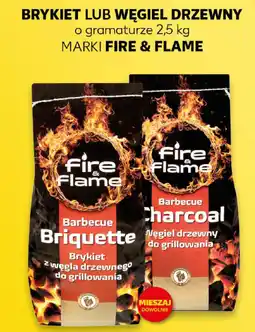 BRYKIET LUB WĘGIEL DRZEWNY
o gramaturze 2,5 kg
MARKI FIRE & FLAME
fire
&
flame
Barbecue
Briquette
Brykiet
z węgla drzewnego
do grillowania
fire
&
flame
Barbecue
Charcoal
Węgiel drzewny
do grillowania
MIESZAJ
DOWOLNIE